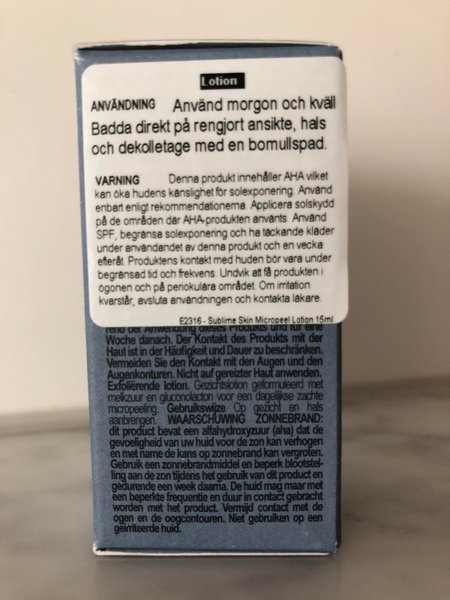 Lotion
ANVÄNDNING Använd morgon och kväll
Badda direkt på rengjort ansikte, hals
och dekolletage med en bomullspad.
VARNING Denna produkt innehåller AHA vilket
kan öka hudens känslighet för solexponering. Använd
enbart enligt rekommendationerna. Applicera solskydd
på de områden där AHA-produkten använts. Använd
SPF, begränsa solexponering och ha täckande kläder
under användandet av denna produkt och en vecka
efteråt. Produktens kontakt med huden bör vara under
begränsad tid och frekvens. Undvik att få produkten i
ögonen och på periokulära området. Om irritation
kvarstår, avsluta användningen och kontakta läkare.
E2316 - Sublime Skin Micropeel Lotion 15ml
rend der Anwendung dieses Produkts und für eine
Woche danach. Der Kontakt des Produkts mit der
Haut ist in der Häufigkeit und Dauer zu beschränken.
Vermeiden Sie den Kontakt mit den Augen und den
Augenkonturen. Nicht auf gereizter Haut anwenden.
Exfoliërende lotion. Gezichtslotion geformuleerd met
melkzuur en gluconolacton voor een dagelijkse zachte
micropeeling. Gebruikswijze Op gezicht en hals
aanbrengen. WAARSCHUWING ZONNEBRAND:
dit product bevat een alfahydroxyzuur (aha) dat de
gevoeligheid van uw huid voor de zon kan verhogen
en met name de kans op zonnebrand kan vergroten.
Gebruik een zonnebrandmiddel en beperk blootstel-
ling aan de zon tijdens het gebruik van dit product en
gedurende een week daarna. De huid mag maar met
een beperkte frequentie en duur in contact gebracht
worden met het product. Vermijd contact met de
ogen en de oogcontouren. Niet gebruiken op een
geïrriteerde huid.